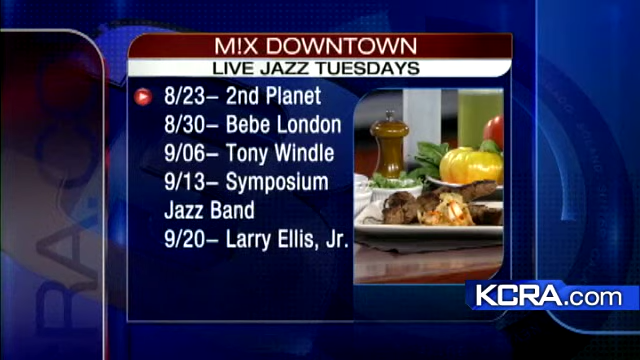 M!X DOWNTOWN
LIVE JAZZ TUESDAYS
8/23– 2nd Planet
8/30– Bebe London
9/06– Tony Windle
9/13– Symposium
Jazz Band
9/20– Larry Ellis, Jr.
KCRA.com